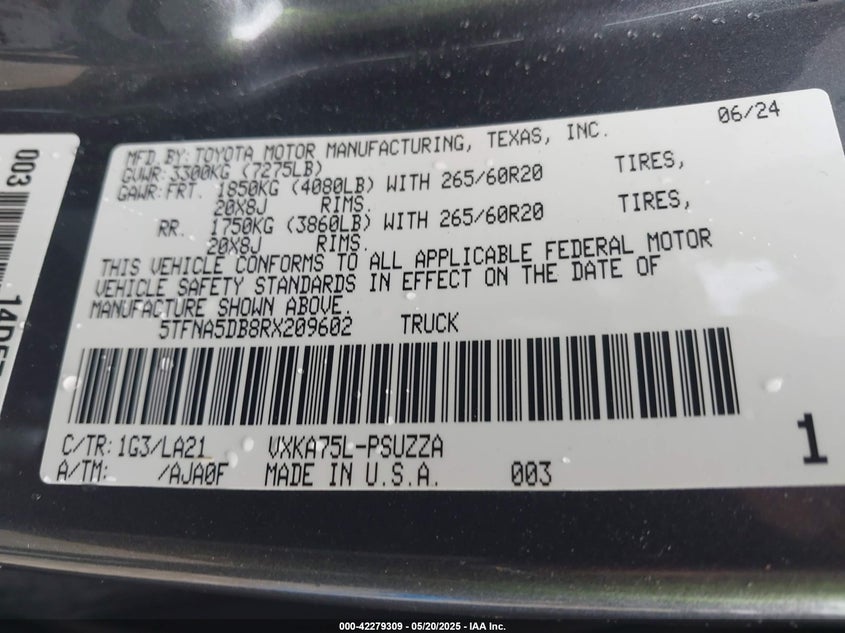 06/24
MFD. BY: TOYOTA MOTOR MANUFACTURING, TEXAS, INC.
GVWR: 3300KG (7275LB)
GAWR: FRT. 1850KG (4080LB) WITH 265/60R20 TIRES,
20X8J RIMS.
RR. 1750KG (3860LB) WITH 265/60R20 TIRES,
20X8J RIMS.
THIS VEHICLE CONFORMS TO ALL APPLICABLE FEDERAL MOTOR
VEHICLE SAFETY STANDARDS IN EFFECT ON THE DATE OF
MANUFACTURE SHOWN ABOVE.
5TFNA5DB8RX209602 TRUCK
C/TR: 1G3/LA21 VXKA75L-PSUZZA
A/TM: /AJA0F MADE IN U.S.A. 003
1
003
000-42279309 - 05/20/2025 - IAA Inc.